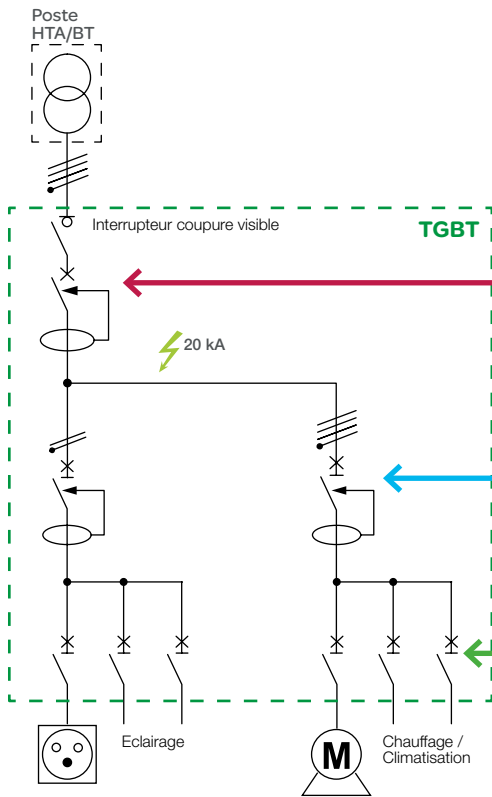 Poste
HTA/BT
Interrupteur coupure visible
TGBT
20 kA
Eclairage
M
Chauffage /
Climatisation